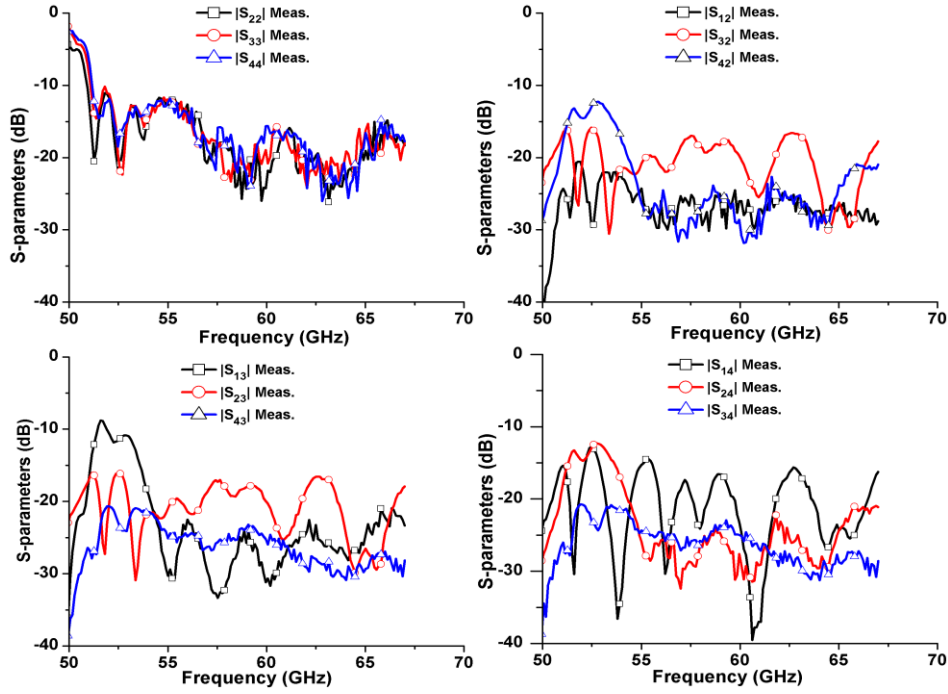 |S22| Meas.
|S33| Meas.
|S44| Meas.
S-parameters (dB)
0
-10
-20
-30
-40
50
55
60
65
70
Frequency (GHz)
|S12| Meas.
|S32| Meas.
|S42| Meas.
S-parameters (dB)
0
-10
-20
-30
-40
50
55
60
65
70
Frequency (GHz)
|S13| Meas.
|S23| Meas.
|S43| Meas.
S-parameters (dB)
0
-10
-20
-30
-40
50
55
60
65
70
Frequency (GHz)
|S14| Meas.
|S24| Meas.
|S34| Meas.
S-parameters (dB)
0
-10
-20
-30
-40
50
55
60
65
70
Frequency (GHz)